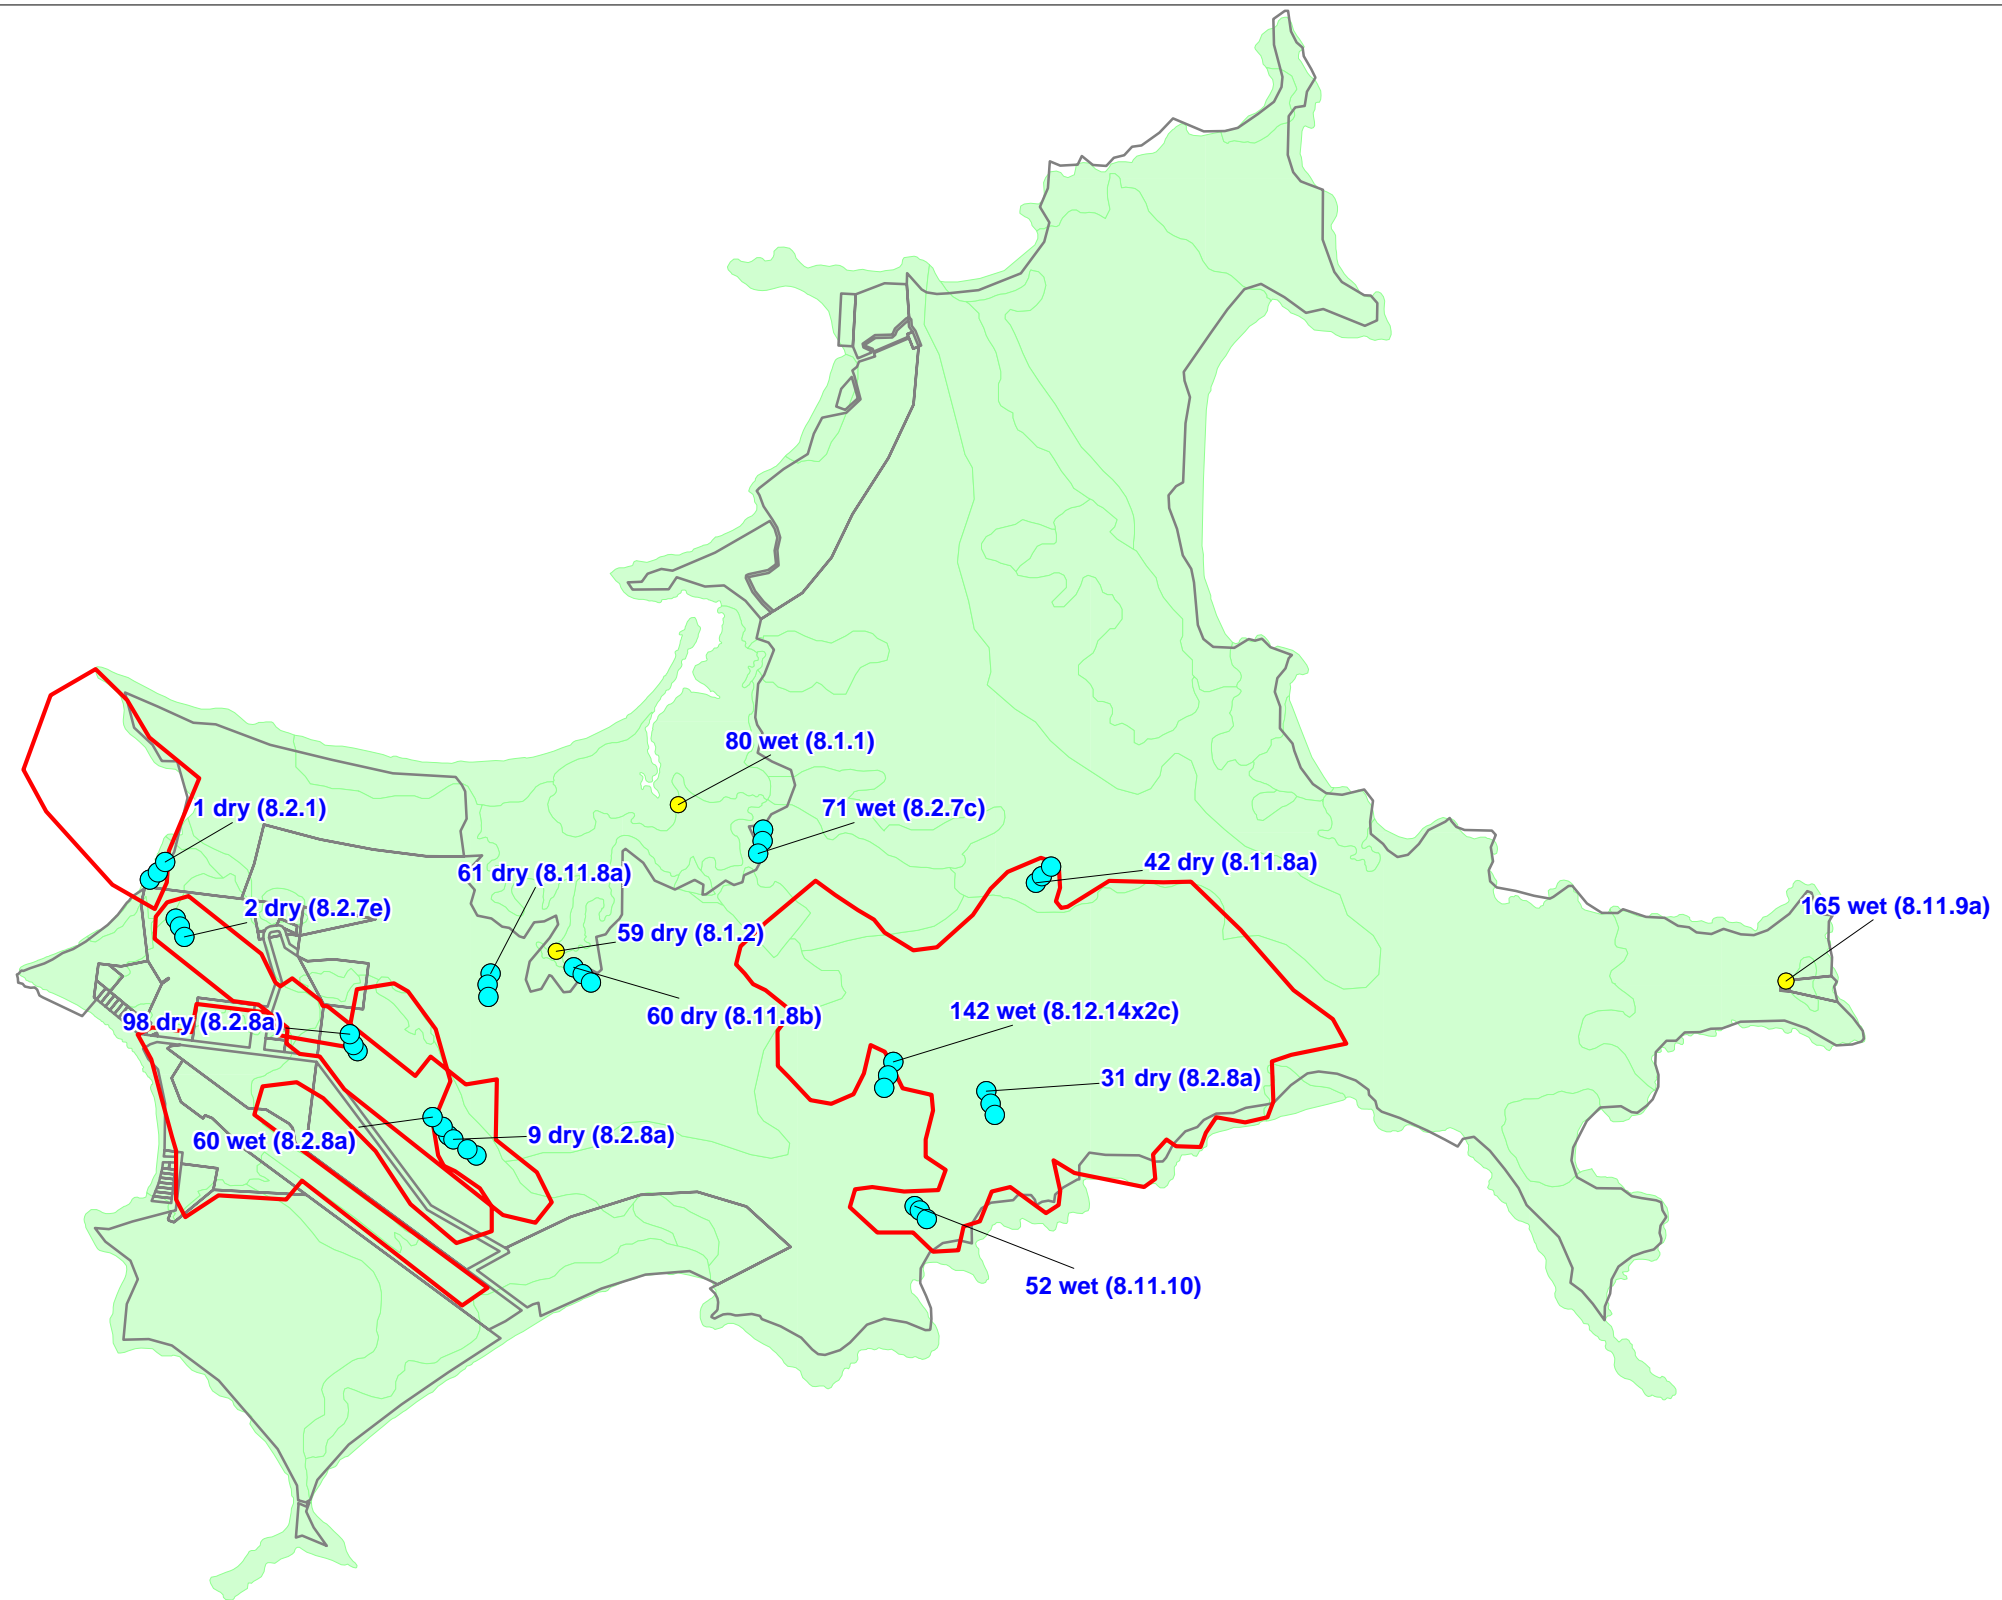 80 wet (8.1.1)
1 dry (8.2.1)
71 wet (8.2.7c)
61 dry (8.11.8a)
42 dry (8.11.8a)
2 dry (8.2.7e)
165 wet (8.11.9a)
59 dry (8.1.2)
60 dry (8.11.8b)
142 wet (8.12.14x2c)
98 dry (8.2.8a)
31 dry (8.2.8a)
60 wet (8.2.8a)
9 dry (8.2.8a)
52 wet (8.11.10)